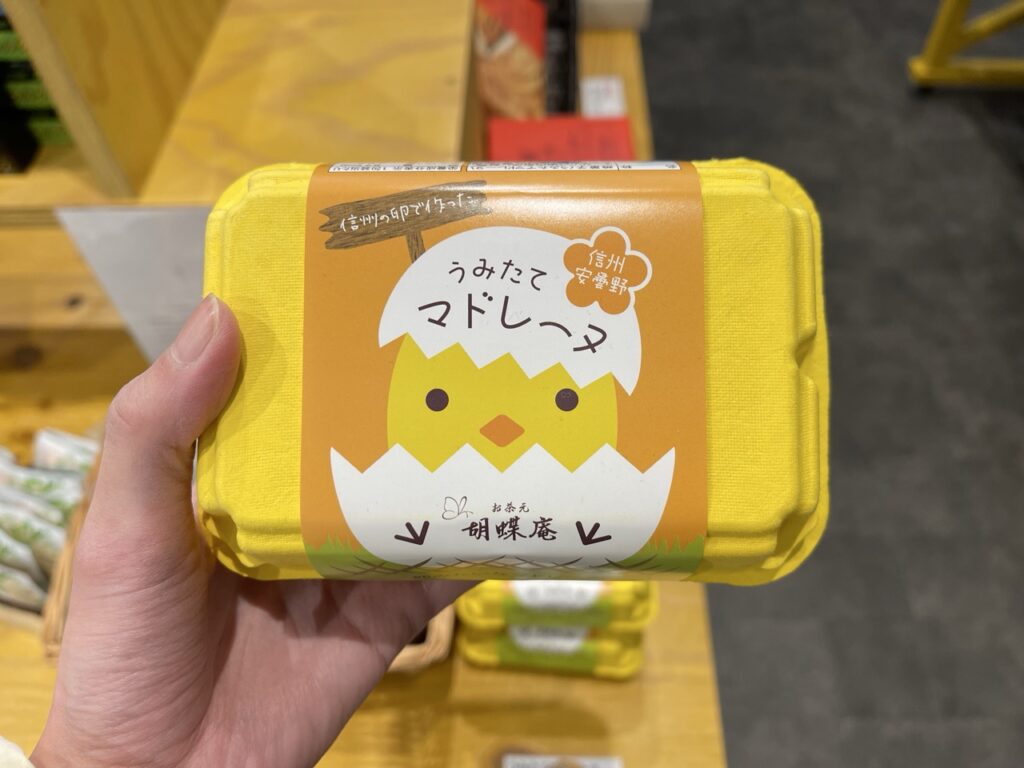 信州の卵で作った
信州
安曇野
うみたて
マドレーヌ
お茶元
胡蝶庵